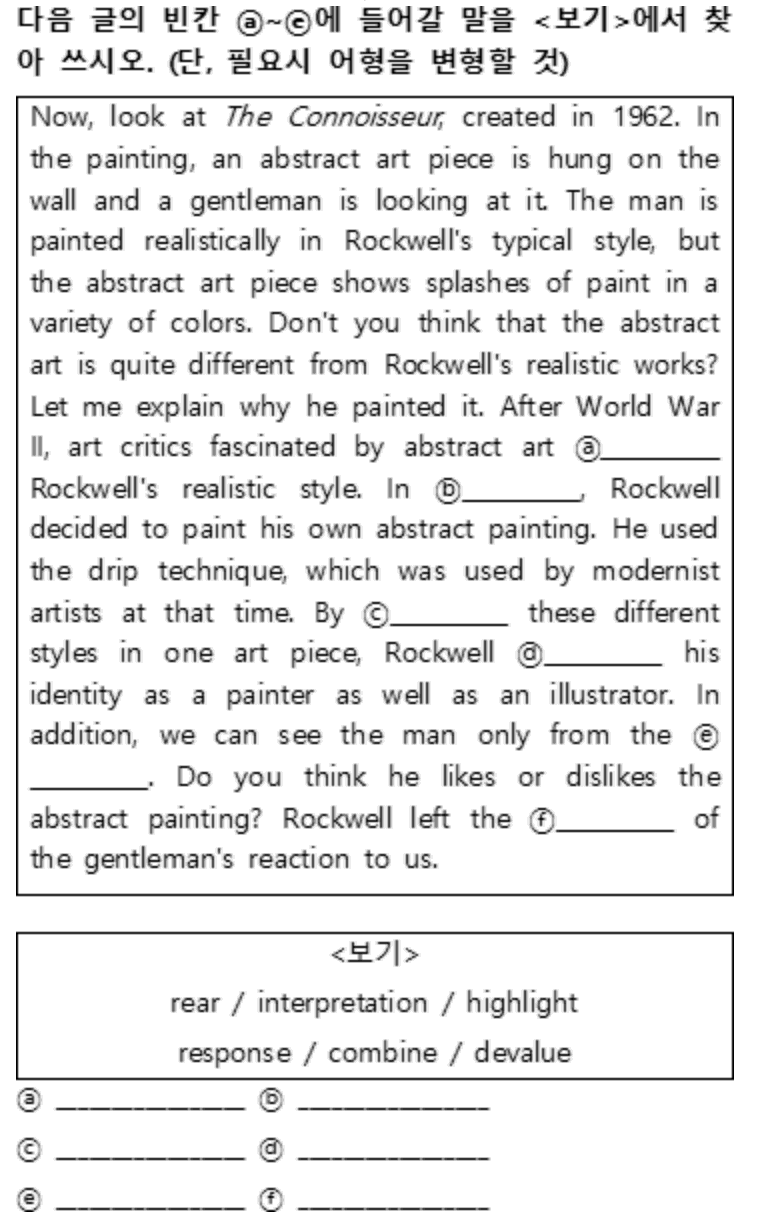 다음 글의 빈칸 ⓐ~ⓔ에 들어갈 말을 <보기>에서 찾
아 쓰시오. (단, 필요시 어형을 변형할 것)
Now, look at The Connoisseur, created in 1962. In
the painting, an abstract art piece is hung on the
wall and a gentleman is looking at it. The man is
painted realistically in Rockwell's typical style, but
the abstract art piece shows splashes of paint in a
variety of colors. Don't you think that the abstract
art is quite different from Rockwell's realistic works?
Let me explain why he painted it. After World War
II, art critics fascinated by abstract art ⓐ________
Rockwell's realistic style. In ⓑ________, Rockwell
decided to paint his own abstract painting. He used
the drip technique, which was used by modernist
artists at that time. By ⓒ________ these different
styles in one art piece, Rockwell ⓓ________ his
identity as a painter as well as an illustrator. In
addition, we can see the man only from the ⓔ
________. Do you think he likes or dislikes the
abstract painting? Rockwell left the ⓕ________ of
the gentleman's reaction to us.
<보기>
rear / interpretation / highlight
response / combine / devalue
ⓐ ________________ ⓑ ________________
ⓒ ________________ ⓓ ________________
ⓔ ________________ ⓕ ________________